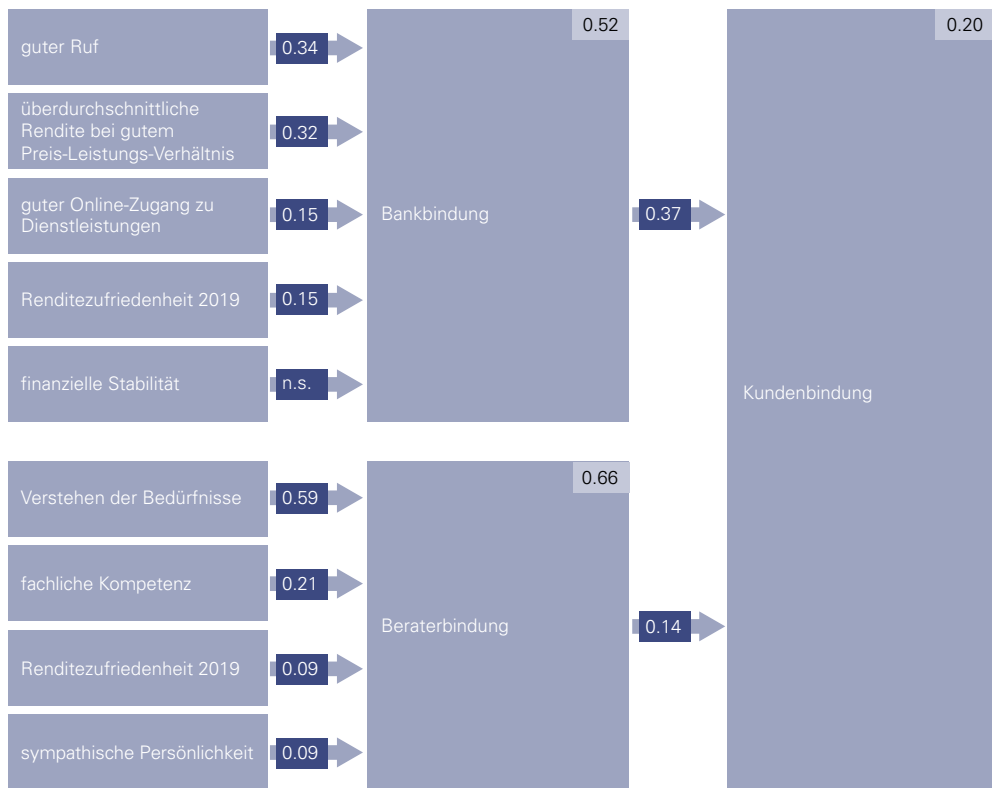 guter Ruf
0.34
0.52
0.20
überdurchschnittliche
Rendite bei gutem
Preis-Leistungs-Verhältnis
0.32
guter Online-Zugang zu
Dienstleistungen
0.15
Bankbindung
0.37
Renditezufriedenheit 2019
0.15
finanzielle Stabilität
n.s.
Kundenbindung
Verstehen der Bedürfnisse
0.59
0.66
fachliche Kompetenz
0.21
Beraterbindung
0.14
Renditezufriedenheit 2019
0.09
sympathische Persönlichkeit
0.09